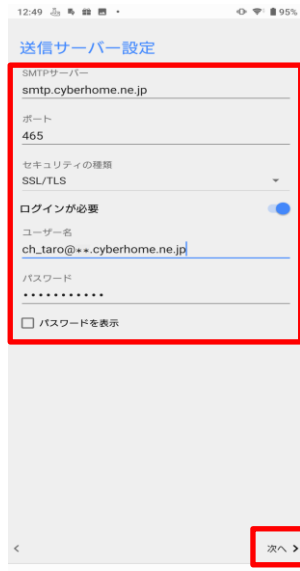 12:49
95%
送信サーバー設定
SMTPサーバー
smtp.cyberhome.ne.jp
ポート
465
セキュリティの種類
SSL/TLS
ログインが必要
ユーザー名
ch_taro@**.cyberhome.ne.jp
パスワード
•••••••••••
パスワードを表示
次へ